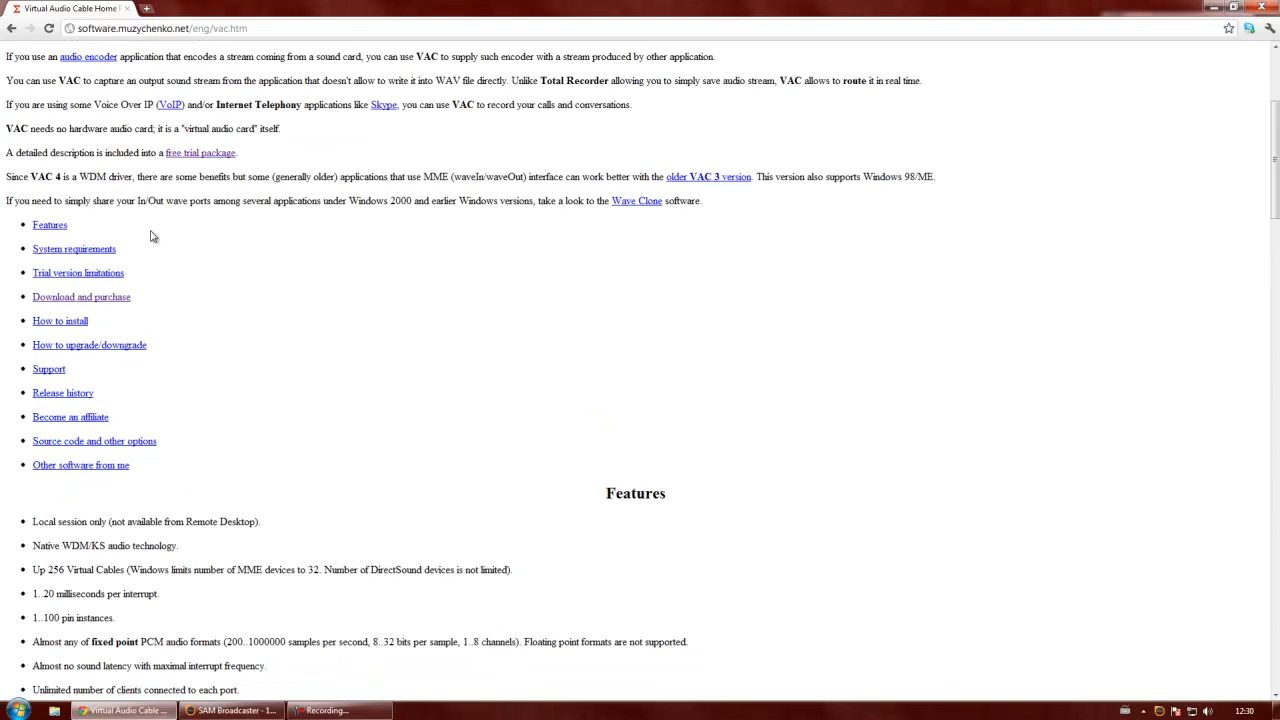 Virtual Audio Cable Home
software.muzychenko.net/eng/vac.htm
If you use an audio encoder application that encodes a stream coming from a sound card, you can use VAC to supply such encoder with a stream produced by other application.
You can use VAC to capture an output sound stream from the application that doesn't allow to write it into WAV file directly. Unlike Total Recorder allowing you to simply save audio stream, VAC allows to route it in real time.
If you are using some Voice Over IP (VoIP) and/or Internet Telephony applications like Skype, you can use VAC to record your calls and conversations.
VAC needs no hardware audio card; it is a "virtual audio card" itself.
A detailed description is included into a free trial package.
Since VAC 4 is a WDM driver, there are some benefits but some (generally older) applications that use MME (waveIn/waveOut) interface can work better with the older VAC 3 version. This version also supports Windows 98/ME.
If you need to simply share your In/Out wave ports among several applications under Windows 2000 and earlier Windows versions, take a look to the Wave Clone software.
• Features
• System requirements
• Trial version limitations
• Download and purchase
• How to install
• How to upgrade/downgrade
• Support
• Release history
• Become an affiliate
• Source code and other options
• Other software from me
Features
• Local session only (not available from Remote Desktop).
• Native WDM/KS audio technology.
• Up 256 Virtual Cables (Windows limits number of MME devices to 32. Number of DirectSound devices is not limited).
• 1..20 milliseconds per interrupt.
• 1..100 pin instances.
• Almost any of fixed point PCM audio formats (200..1000000 samples per second, 8..32 bits per sample, 1..8 channels). Floating point formats are not supported.
• Almost no sound latency with maximal interrupt frequency.
• Unlimited number of clients connected to each port.
Virtual Audio Cable ...
SAM Broadcaster - 1...
Recording...
12:30